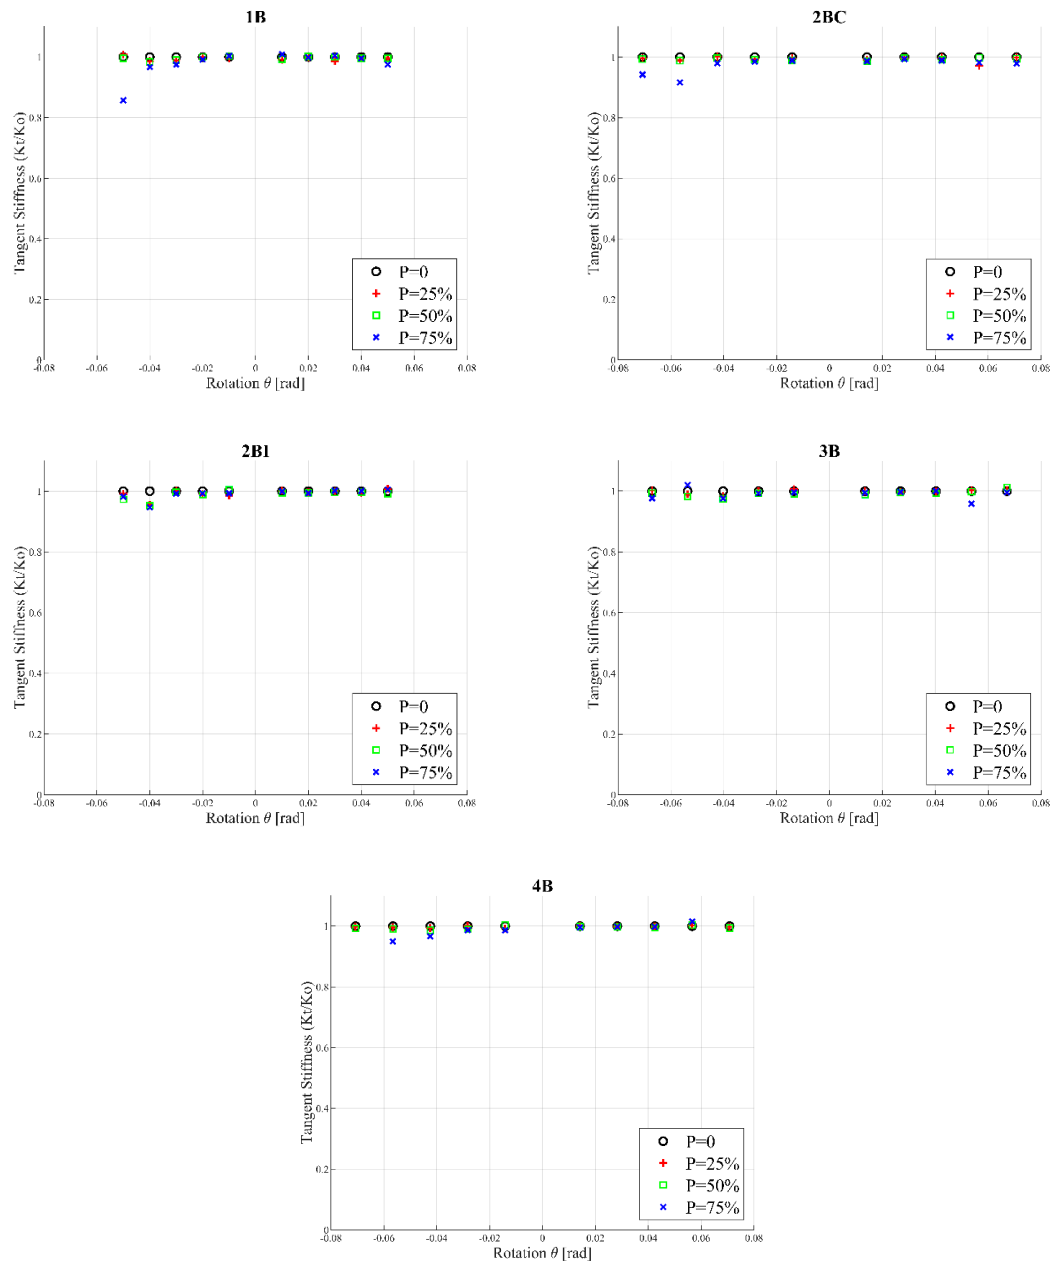 1B
Tangent Stiffness (Kt/Ko)
1
0.8
0.6
0.4
0.2
0
-0.08 -0.06 -0.04 -0.02 0 0.02 0.04 0.06 0.08
Rotation θ [rad]
P=0
P=25%
P=50%
P=75%
2BC
Tangent Stiffness (Kt/Ko)
1
0.8
0.6
0.4
0.2
0
-0.08 -0.06 -0.04 -0.02 0 0.02 0.04 0.06 0.08
Rotation θ [rad]
P=0
P=25%
P=50%
P=75%
2BI
Tangent Stiffness (Kt/Ko)
1
0.8
0.6
0.4
0.2
0
-0.08 -0.06 -0.04 -0.02 0 0.02 0.04 0.06 0.08
Rotation θ [rad]
P=0
P=25%
P=50%
P=75%
3B
Tangent Stiffness (Kt/Ko)
1
0.8
0.6
0.4
0.2
0
-0.08 -0.06 -0.04 -0.02 0 0.02 0.04 0.06 0.08
Rotation θ [rad]
P=0
P=25%
P=50%
P=75%
4B
Tangent Stiffness (Kt/Ko)
1
0.8
0.6
0.4
0.2
0
-0.08 -0.06 -0.04 -0.02 0 0.02 0.04 0.06 0.08
Rotation θ [rad]
P=0
P=25%
P=50%
P=75%